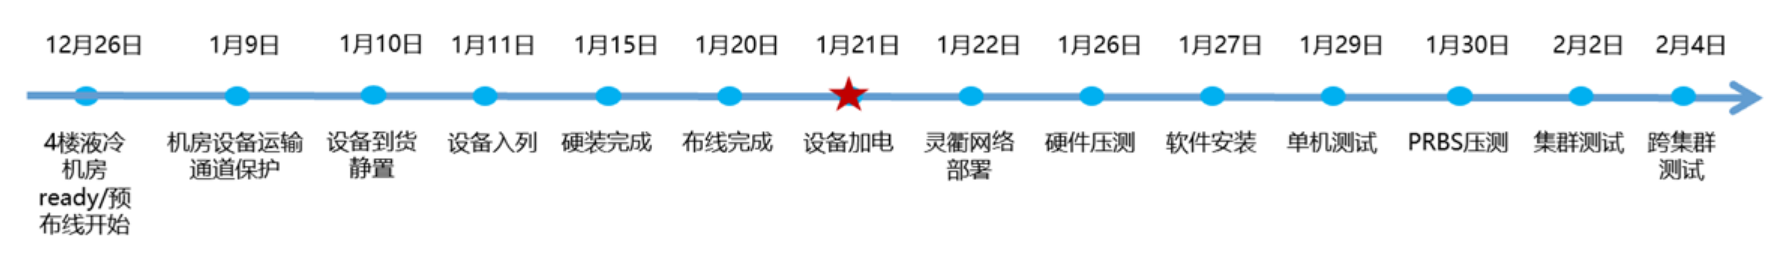 12月26日
1月9日
1月10日
1月11日
1月15日
1月20日
1月21日
1月22日
1月26日
1月27日
1月29日
1月30日
2月2日
2月4日
4楼液冷
机房
ready/预
布线开始
机房设备运输
通道保护
设备到货
静置
设备入列
硬装完成
布线完成
设备加电
灵衢网络
部署
硬件压测
软件安装
单机测试
PRBS压测
集群测试
跨集群
测试